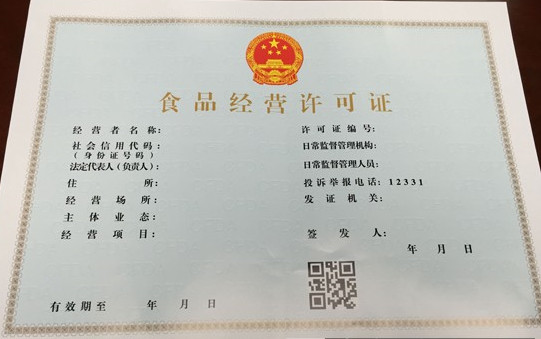 食品经营许可证
经营者名称：
社会信用代码：
（身份证号码）
法定代表人（负责人）：
住所：
经营场所：
主体业态：
经营项目：
许可证编号：
日常监督管理机构：
日常监督管理人员：
投诉举报电话：12331
发证机关：
签发人：
年 月 日
有效期至 年 月 日